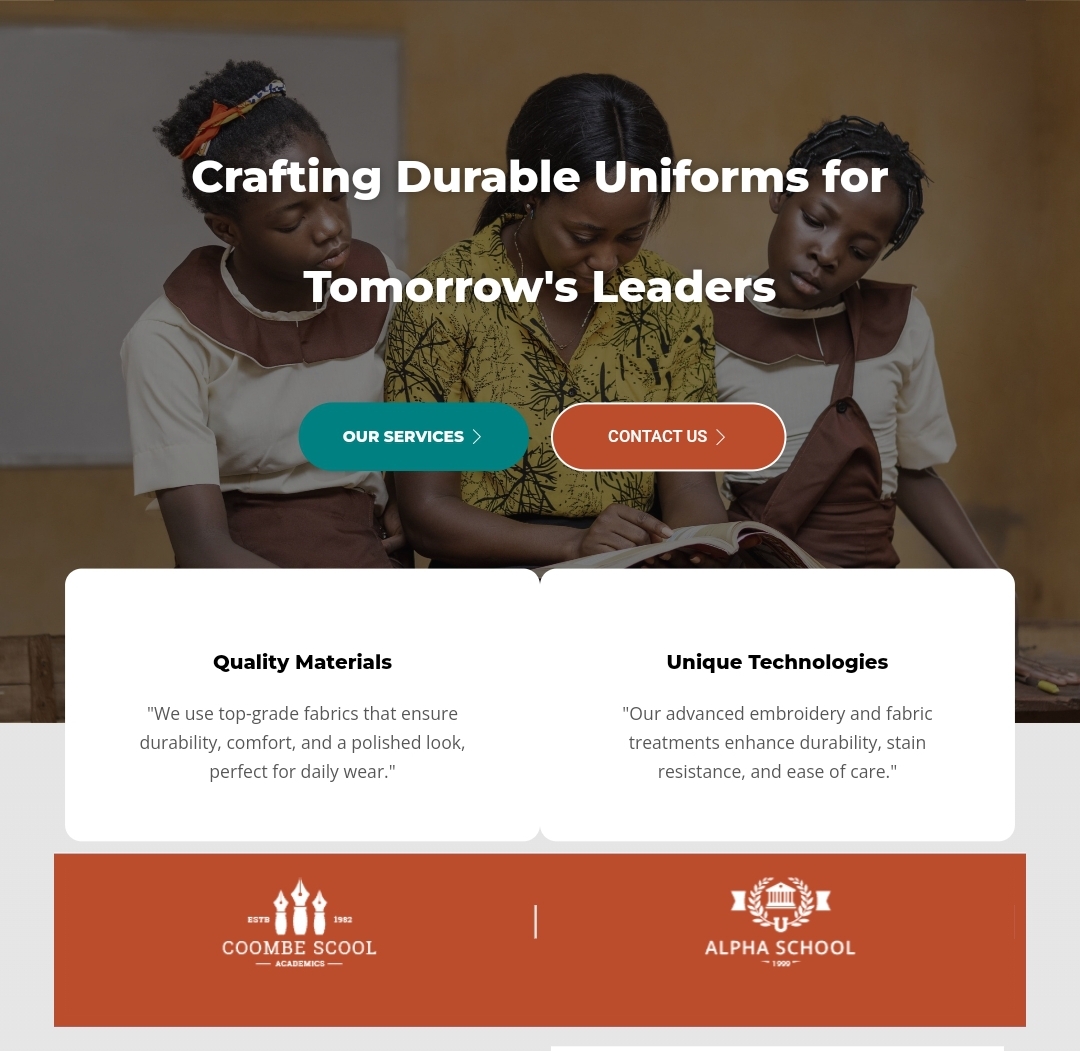 Crafting Durable Uniforms for
Tomorrow's Leaders
OUR SERVICES
CONTACT US
Quality Materials
"We use top-grade fabrics that ensure
durability, comfort, and a polished look,
perfect for daily wear."
Unique Technologies
"Our advanced embroidery and fabric
treatments enhance durability, stain
resistance, and ease of care."
ESTB 1982
COOMBE SCOOL
ACADEMICS
ALPHA SCHOOL
1999